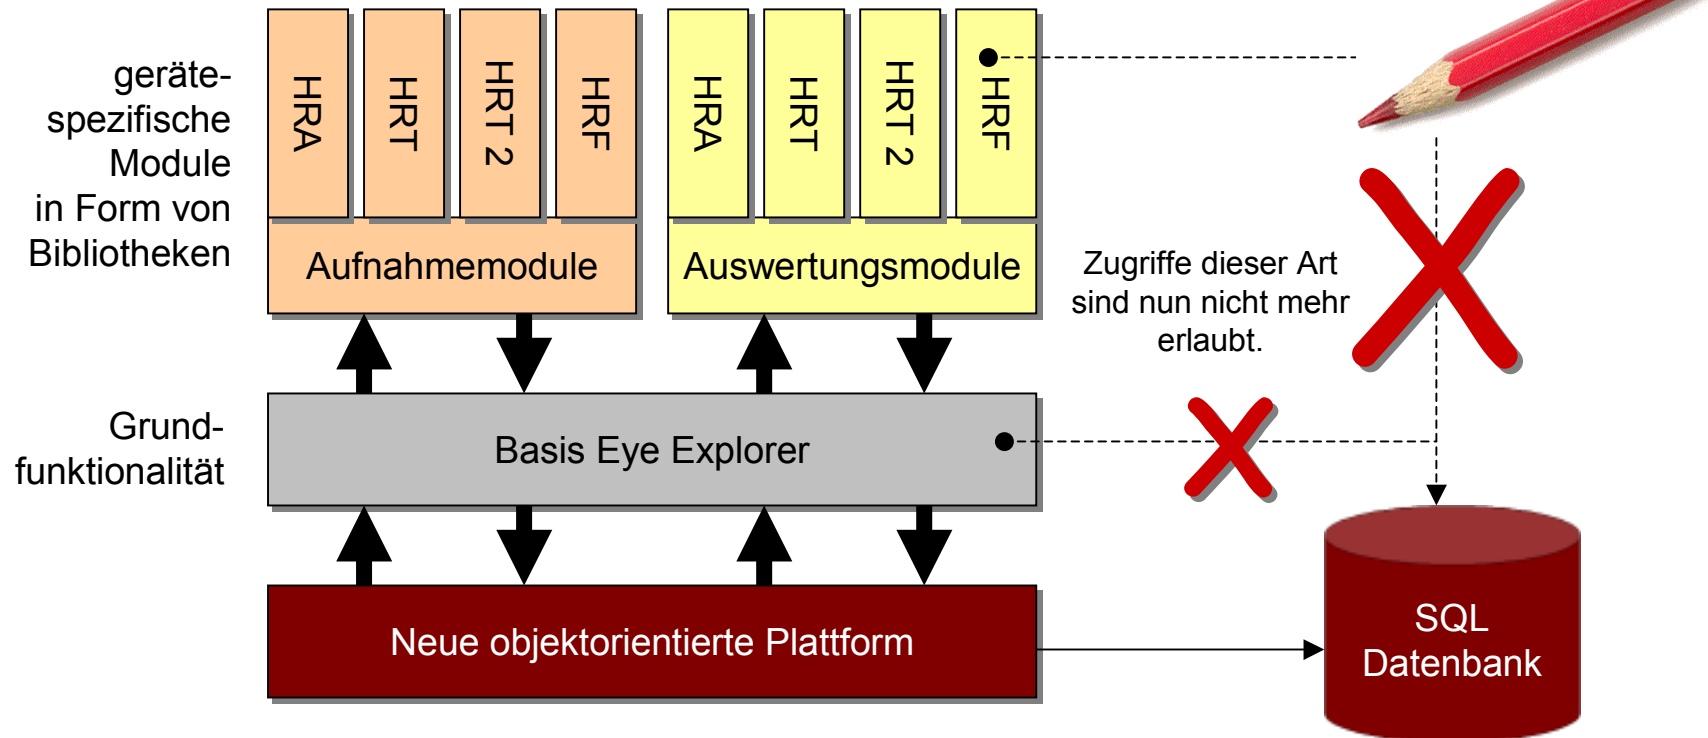 geräte-
spezifische
Module
in Form von
Bibliotheken
HRA
HRT
HRT 2
HRF
Aufnahmemodule
HRA
HRT
HRT 2
HRF
Auswertungsmodule
Zugriffe dieser Art
sind nun nicht mehr
erlaubt.
Grund-
funktionalität
Basis Eye Explorer
Neue objektorientierte Plattform
SQL
Datenbank